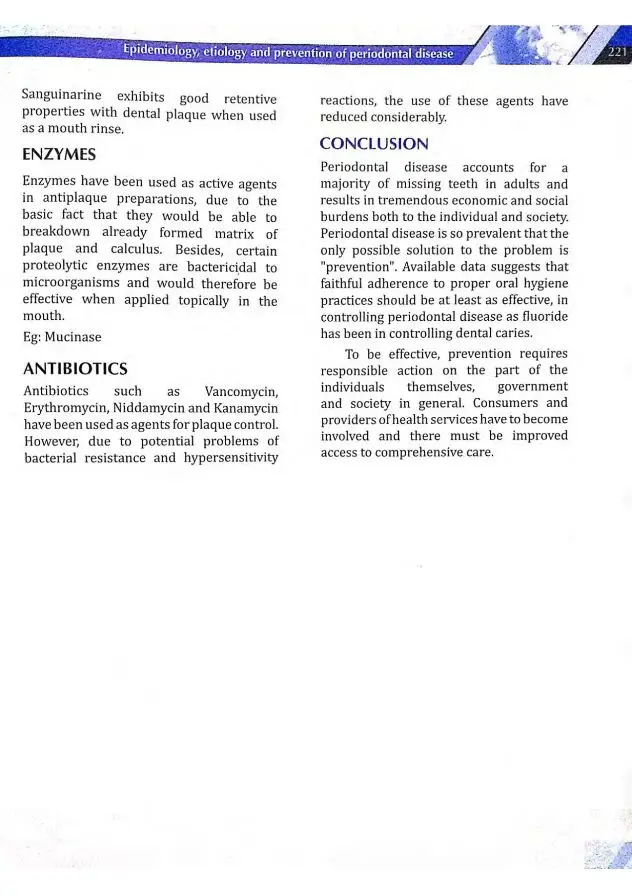 Epidemiology, etiology and prevention of periodontal disease
221
Sanguinarine exhibits good retentive
properties with dental plaque when used
as a mouth rinse.
ENZYMES
Enzymes have been used as active agents
in antiplaque preparations, due to the
basic fact that they would be able to
breakdown already formed matrix of
plaque and calculus. Besides, certain
proteolytic enzymes are bactericidal to
microorganisms and would therefore be
effective when applied topically in the
mouth.
Eg: Mucinase
ANTIBIOTICS
Antibiotics such as Vancomycin,
Erythromycin, Niddamycin and Kanamycin
have been used as agents for plaque control.
However, due to potential problems of
bacterial resistance and hypersensitivity
reactions, the use of these agents have
reduced considerably.
CONCLUSION
Periodontal disease accounts for a
majority of missing teeth in adults and
results in tremendous economic and social
burdens both to the individual and society.
Periodontal disease is so prevalent that the
only possible solution to the problem is
"prevention". Available data suggests that
faithful adherence to proper oral hygiene
practices should be at least as effective, in
controlling periodontal disease as fluoride
has been in controlling dental caries.
To be effective, prevention requires
responsible action on the part of the
individuals themselves, government
and society in general. Consumers and
providers of health services have to become
involved and there must be improved
access to comprehensive care.